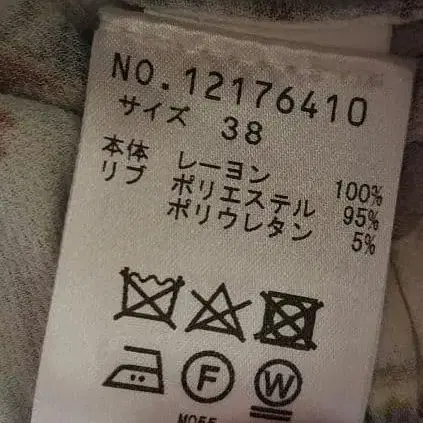 NO.12176410
サイズ 38
本体 レーヨン 100%
リブ ポリエステル 95%
ポリウレタン 5%
F W